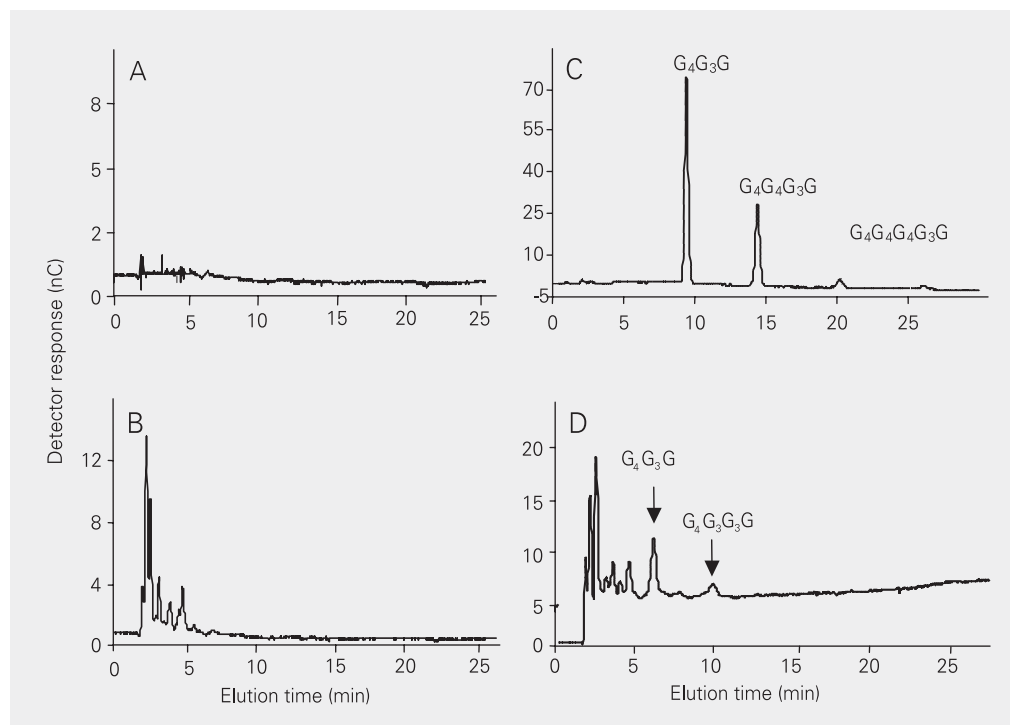 Detector response (nC)
A
8
5
2
0
0 5 10 15 20 25
B
12
8
4
0
0 5 10 15 20 25
Elution time (min)
C
G₄G₃G
G₄G₄G₃G
G₄G₄G₄G₃G
70
55
40
25
10
-5
0 5 10 15 20 25
D
G₄G₃G
G₄G₃G₃G
20
15
10
5
0
0 5 10 15 20 25
Elution time (min)